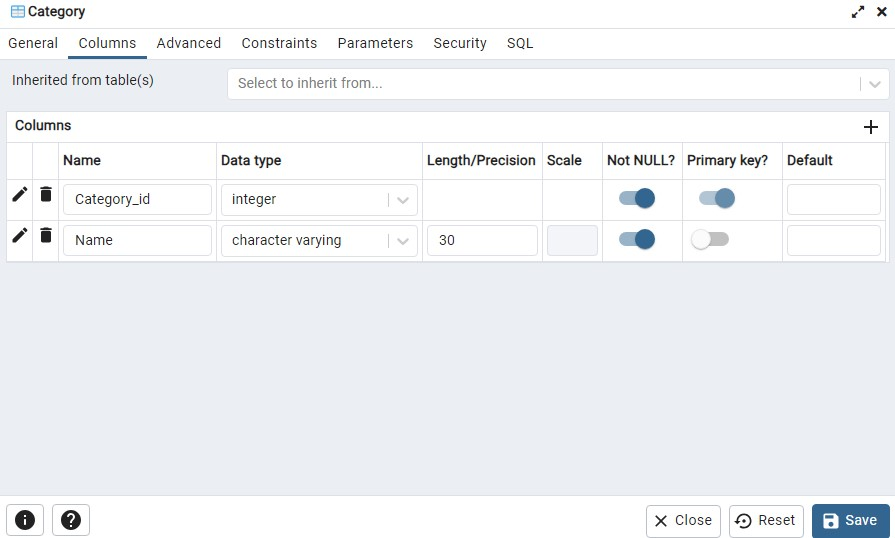 Category
General Columns Advanced Constraints Parameters Security SQL
Inherited from table(s) Select to inherit from...
Columns
Name Data type Length/Precision Scale Not NULL? Primary key? Default
Category_id integer
Name character varying 30
Close Reset Save